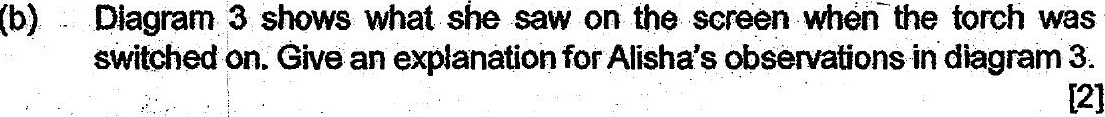 (b) Diagram 3 shows what she saw on the screen when the torch was
switched on. Give an explanation for Alisha's observations in diagram 3.
[2]